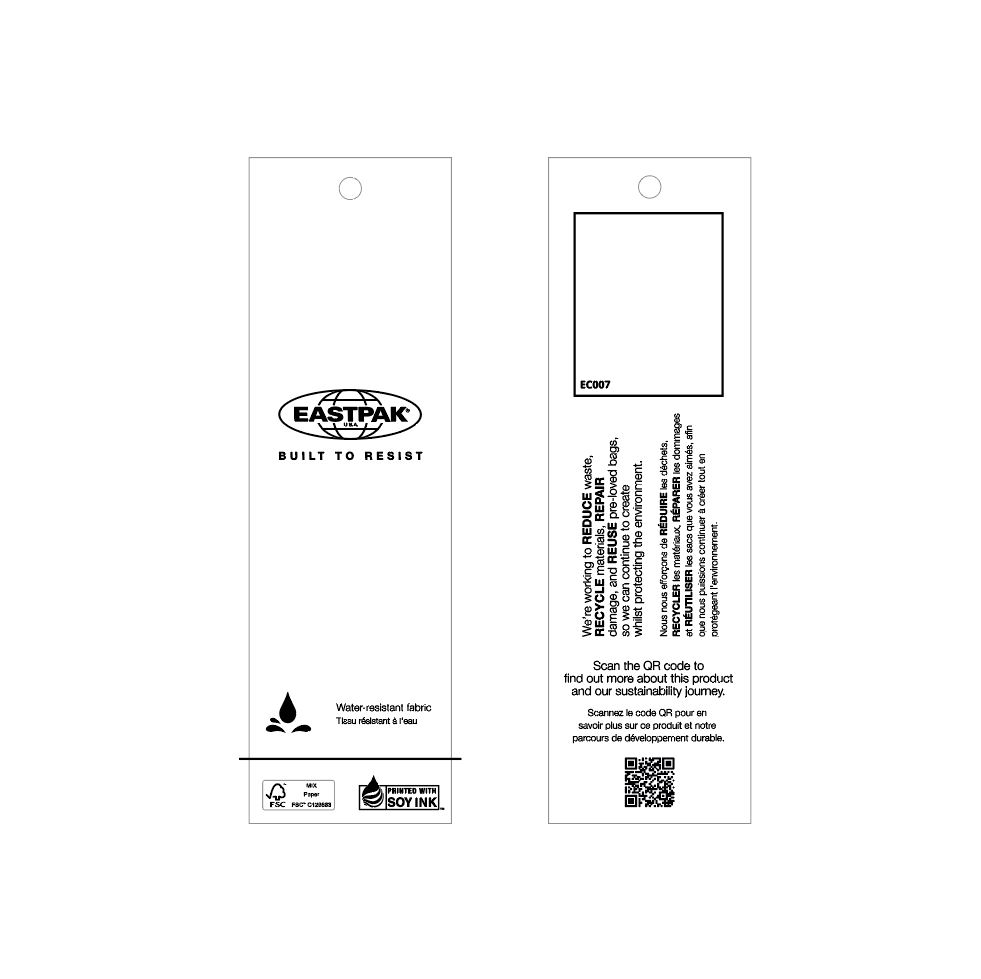 EASTPAK®
U.S.A.
BUILT TO RESIST
Water-resistant fabric
Tissu résistant à l'eau
FSC
MIX
Paper
FSC™ C129583
PRINTED WITH
SOY INK™
EC007
We're working to REDUCE waste,
RECYCLE materials, REPAIR
damage, and REUSE pre-loved bags,
so we can continue to create
whilst protecting the environment.
Nous nous efforçons de RÉDUIRE les déchets,
RECYCLER les matériaux, RÉPARER les dommages
et RÉUTILISER les sacs que vous avez aimés, afin
que nous puissions continuer à créer tout en
protégeant l'environnement.
Scan the QR code to
find out more about this product
and our sustainability journey.
Scannez le code QR pour en
savoir plus sur ce produit et notre
parcours de développement durable.